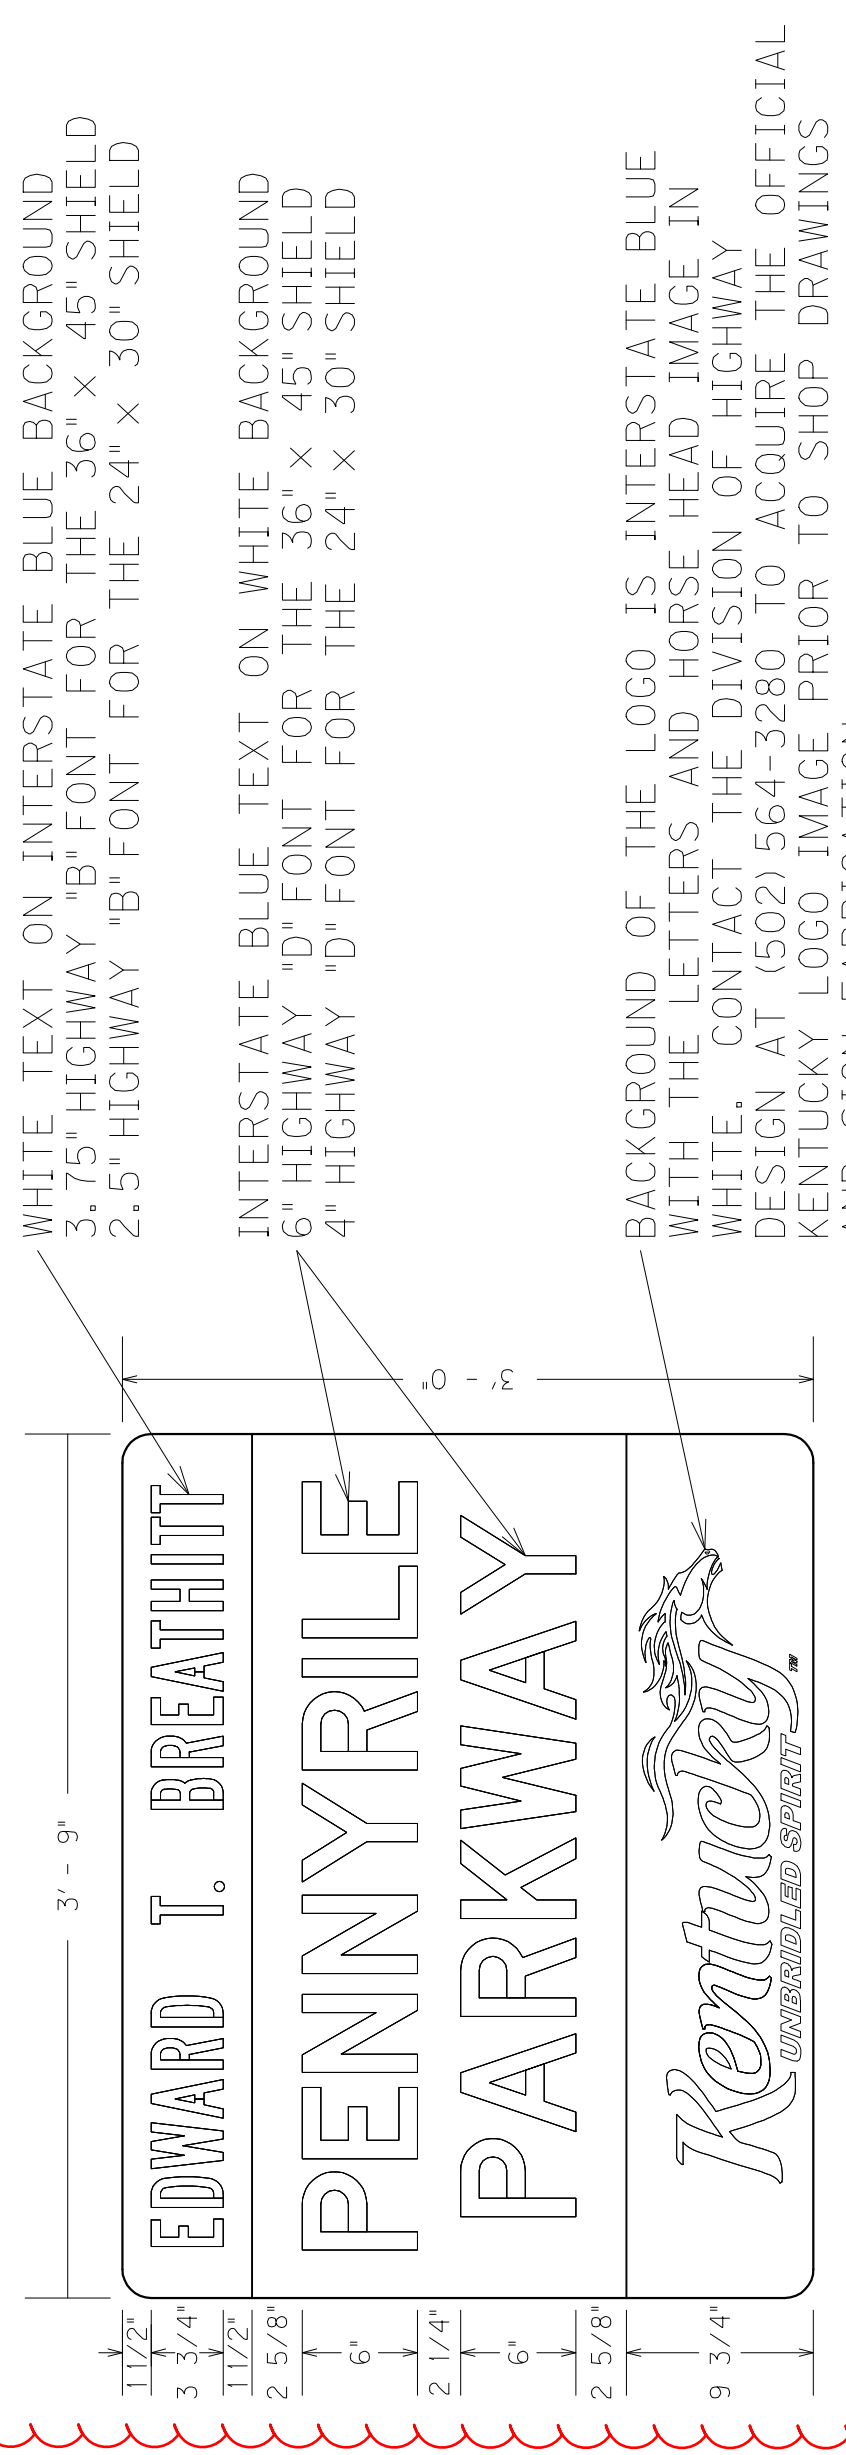 WHITE TEXT ON INTERSTATE BLUE BACKGROUND
3.75" HIGHWAY "B" FONT FOR THE 36" x 45" SHIELD
2.5" HIGHWAY "B" FONT FOR THE 24" x 30" SHIELD
INTERSTATE BLUE TEXT ON WHITE BACKGROUND
6" HIGHWAY "D" FONT FOR THE 36" x 45" SHIELD
4" HIGHWAY "D" FONT FOR THE 24" x 30" SHIELD
BACKGROUND OF THE LOGO IS INTERSTATE BLUE
WITH THE LETTERS AND HORSE HEAD IMAGE IN
WHITE. CONTACT THE DIVISION OF HIGHWAY
DESIGN AT (502) 564-3280 TO ACQUIRE THE OFFICIAL
KENTUCKY LOGO IMAGE PRIOR TO SHOP DRAWINGS
AND SIGN FABRICATION
3' - 9"
3' - 0"
EDWARD T. BREATHITT
PENNYRILE
PARKWAY
Kentucky
UNBRIDLED SPIRIT
TM
1 1/2"
3 3/4"
1 1/2"
2 5/8"
6"
2 1/4"
6"
2 5/8"
9 3/4"